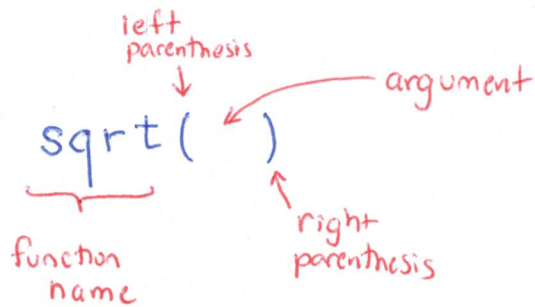 left
parenthesis
argument
sqrt( )
function
name
right
parenthesis